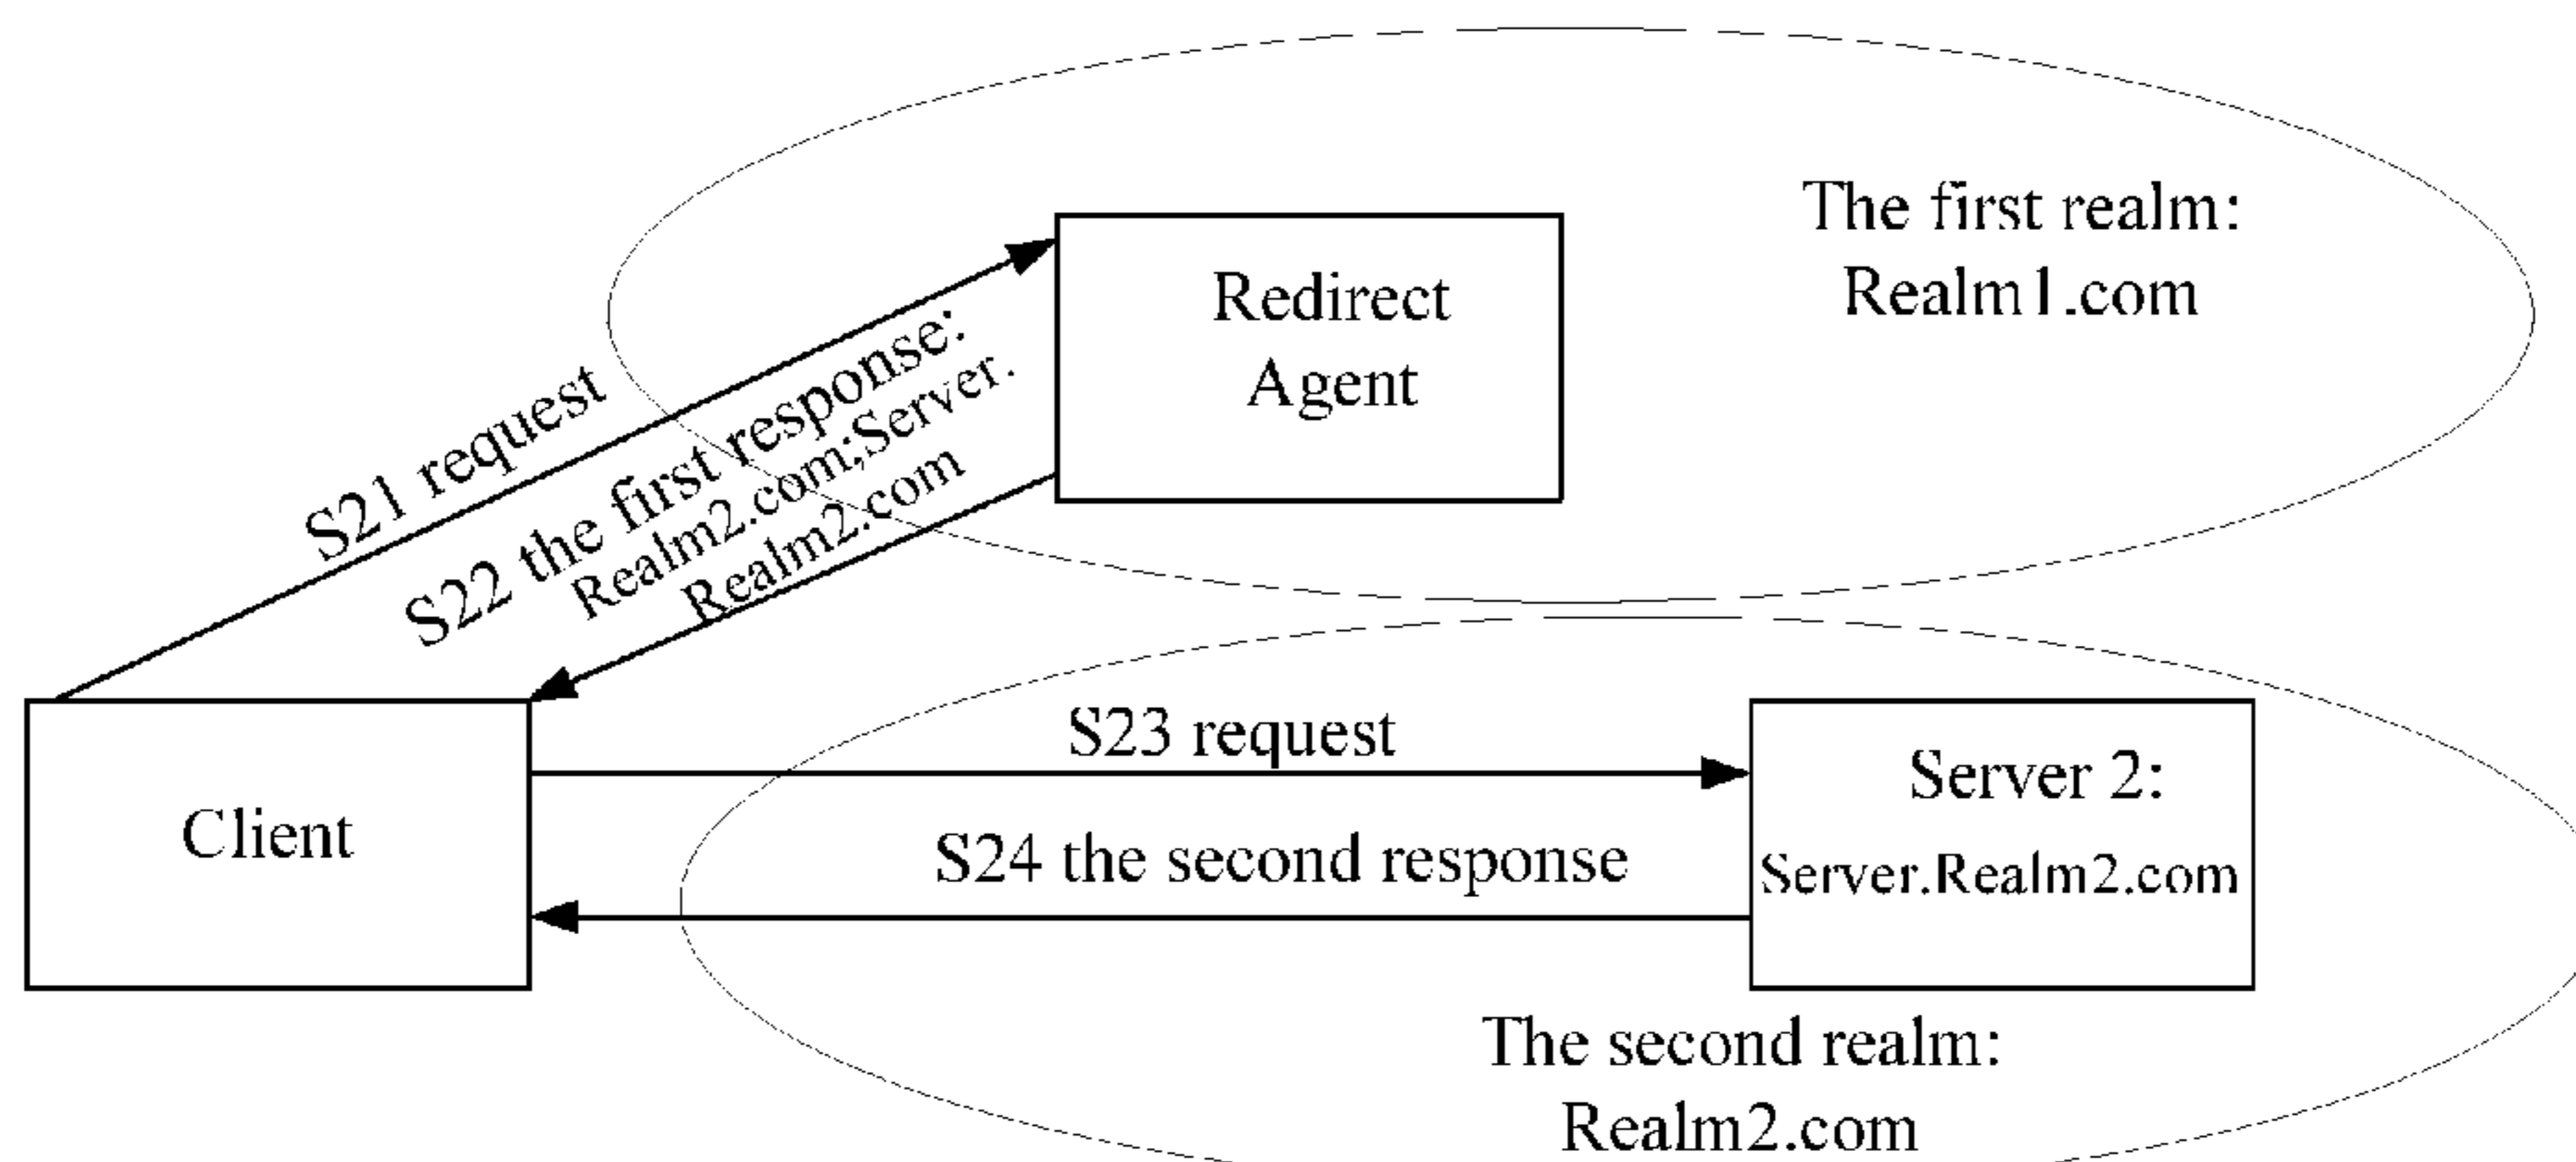 The first realm:
Realm1.com
Redirect
Agent
S21 request
S22 the first response:
Realm2.com;Server.
Realm2.com
S23 request
Server 2:
Server.Realm2.com
Client
S24 the second response
The second realm:
Realm2.com